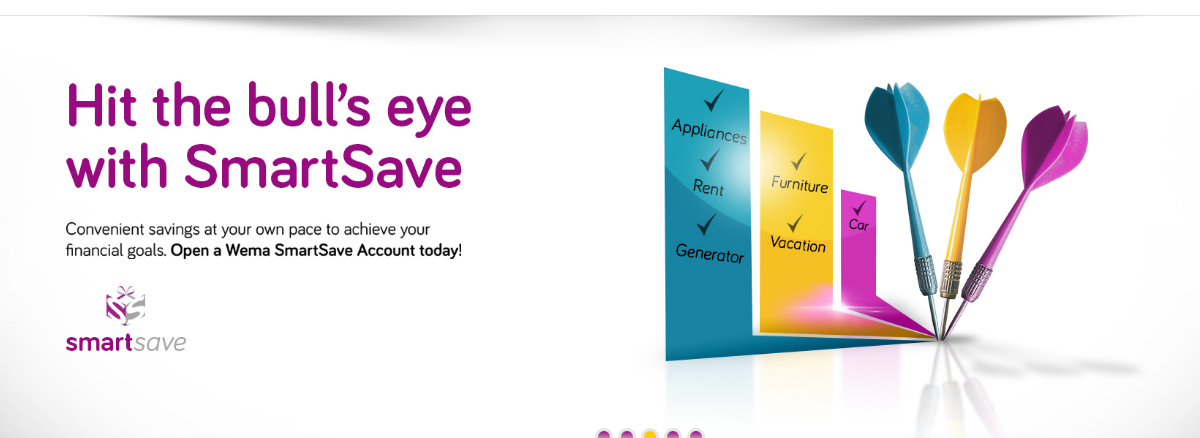 Hit the bull's eye
with SmartSave
Convenient savings at your own pace to achieve your
financial goals. Open a Wema SmartSave Account today!
SS
smartsave
Appliances
Rent
Generator
Furniture
Vacation
Car